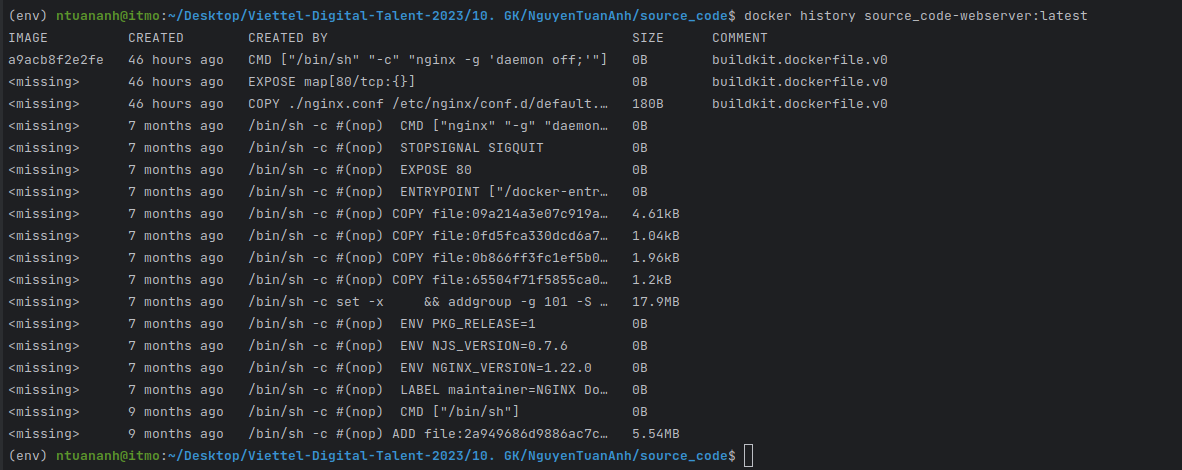 (env) ntuananh@itmo:~/Desktop/Viettel-Digital-Talent-2023/10. GK/NguyenTuanAnh/source_code$ docker history source_code-webserver:latest
IMAGE CREATED CREATED BY SIZE COMMENT
a9acb8f2e2fe 46 hours ago CMD ["/bin/sh" "-c" "nginx -g 'daemon off;'"] 0B buildkit.dockerfile.v0
<missing> 46 hours ago EXPOSE map[80/tcp:{}] 0B buildkit.dockerfile.v0
<missing> 46 hours ago COPY ./nginx.conf /etc/nginx/conf.d/default.… 180B buildkit.dockerfile.v0
<missing> 7 months ago /bin/sh -c #(nop) CMD ["nginx" "-g" "daemon… 0B
<missing> 7 months ago /bin/sh -c #(nop) STOPSIGNAL SIGQUIT 0B
<missing> 7 months ago /bin/sh -c #(nop) EXPOSE 80 0B
<missing> 7 months ago /bin/sh -c #(nop) ENTRYPOINT ["/docker-entr… 0B
<missing> 7 months ago /bin/sh -c #(nop) COPY file:09a214a3e07c919a… 4.61kB
<missing> 7 months ago /bin/sh -c #(nop) COPY file:0fd5fca330dcd6a7… 1.04kB
<missing> 7 months ago /bin/sh -c #(nop) COPY file:0b866ff3fc1ef5b0… 1.96kB
<missing> 7 months ago /bin/sh -c #(nop) COPY file:65504f71f5855ca0… 1.2kB
<missing> 7 months ago /bin/sh -c set -x && addgroup -g 101 -S … 17.9MB
<missing> 7 months ago /bin/sh -c #(nop) ENV PKG_RELEASE=1 0B
<missing> 7 months ago /bin/sh -c #(nop) ENV NJS_VERSION=0.7.6 0B
<missing> 7 months ago /bin/sh -c #(nop) ENV NGINX_VERSION=1.22.0 0B
<missing> 7 months ago /bin/sh -c #(nop) LABEL maintainer=NGINX Do… 0B
<missing> 9 months ago /bin/sh -c #(nop) CMD ["/bin/sh"] 0B
<missing> 9 months ago /bin/sh -c #(nop) ADD file:2a949686d9886ac7c… 5.54MB
(env) ntuananh@itmo:~/Desktop/Viettel-Digital-Talent-2023/10. GK/NguyenTuanAnh/source_code$